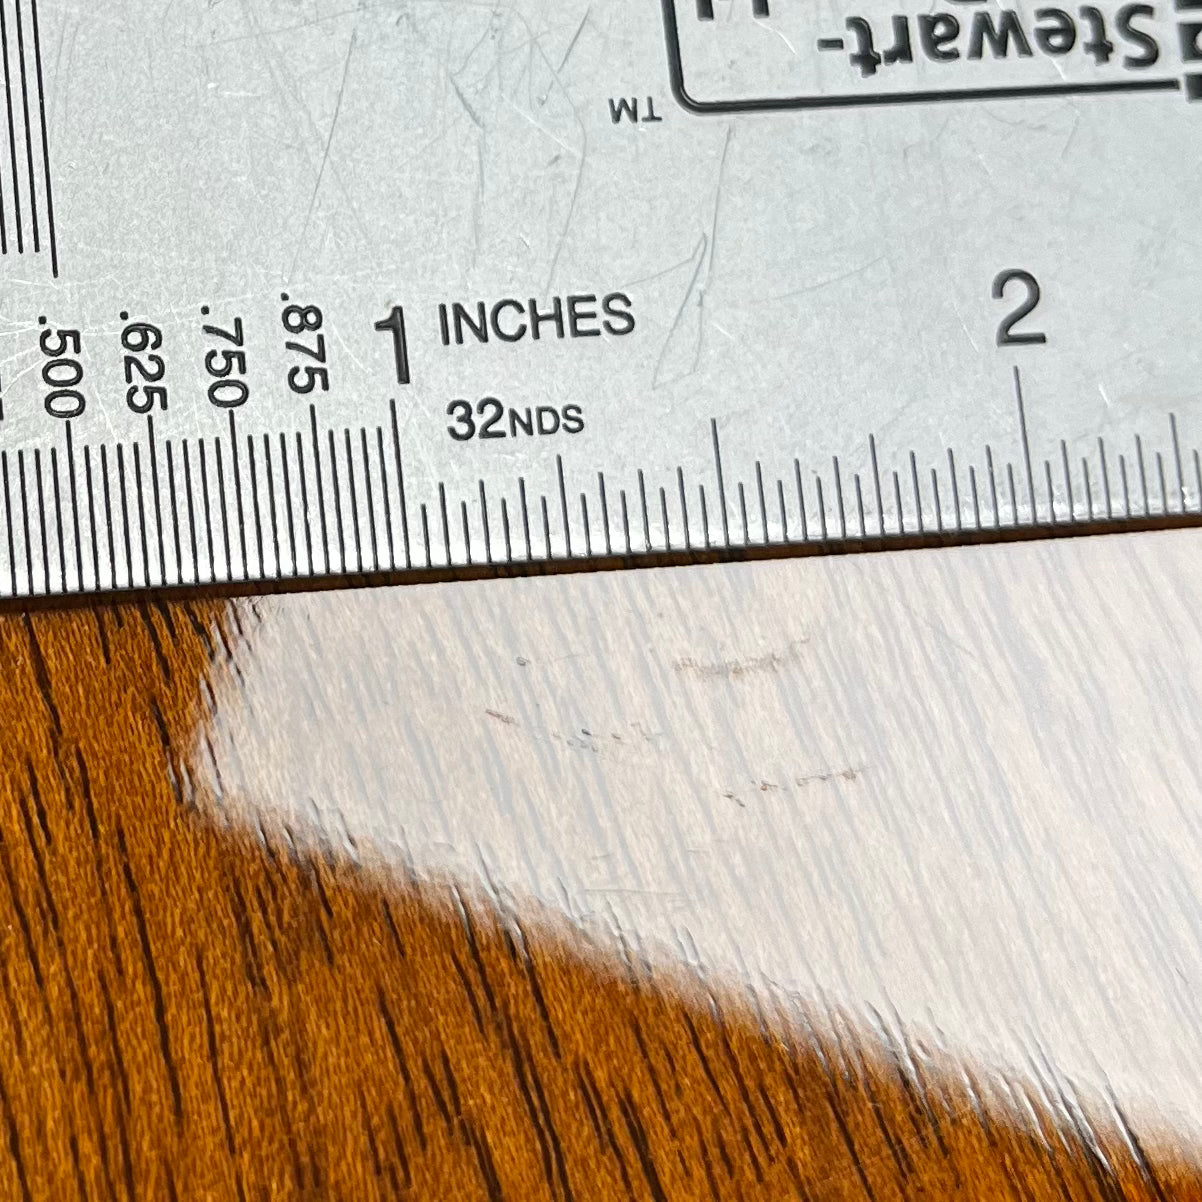 Stewart-
TM
.500 .625 .750 .875 1 INCHES 2
32NDS